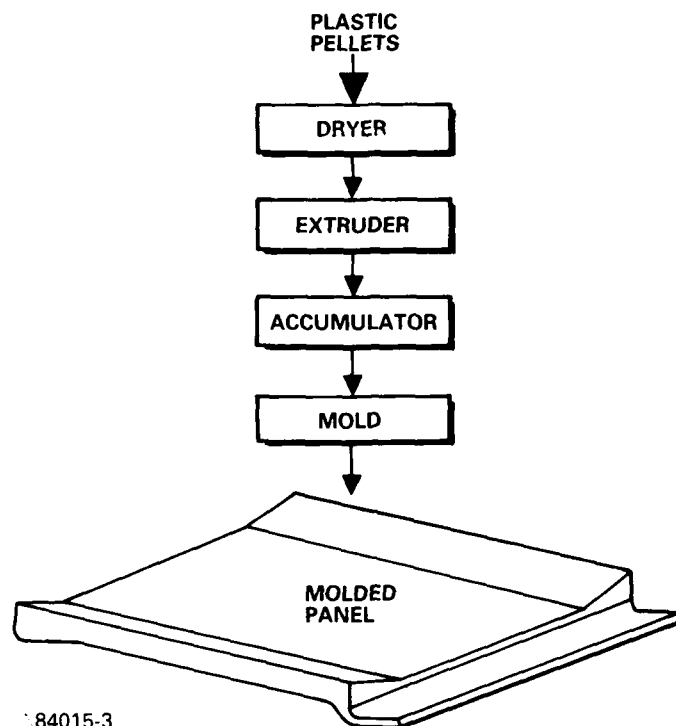 PLASTIC
PELLETS
DRYER
EXTRUDER
ACCUMULATOR
MOLD
MOLDED
PANEL
84015-3